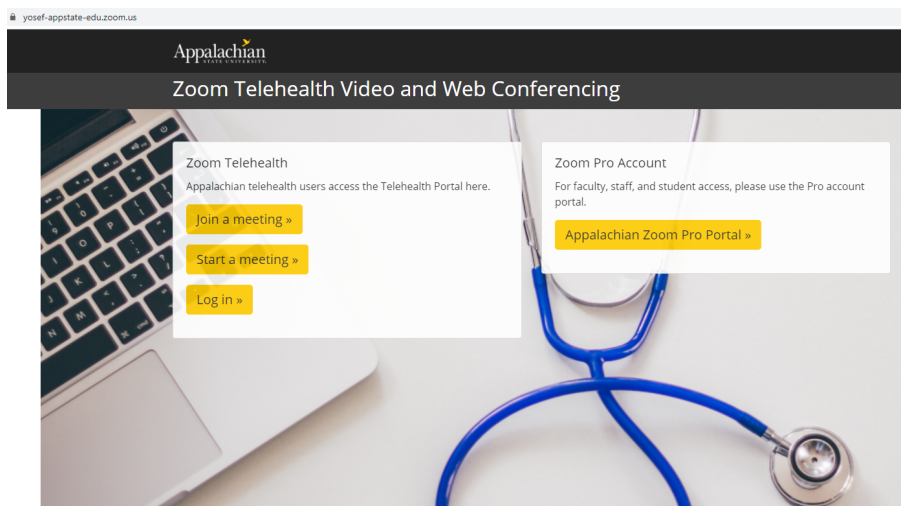 yosef-appstate-edu.zoom.us
Appalachian
STATE UNIVERSITY.
Zoom Telehealth Video and Web Conferencing
Zoom Telehealth
Appalachian telehealth users access the Telehealth Portal here.
Join a meeting »
Start a meeting »
Log in »
Zoom Pro Account
For faculty, staff, and student access, please use the Pro account
portal.
Appalachian Zoom Pro Portal »